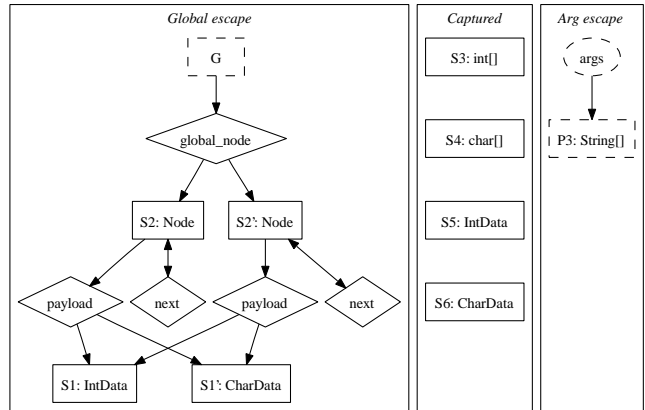 Global escape
G
global_node
S2: Node
S2': Node
payload
next
payload
next
S1: IntData
S1': CharData
Captured
S3: int[]
S4: char[]
S5: IntData
S6: CharData
Arg escape
args
P3: String[]